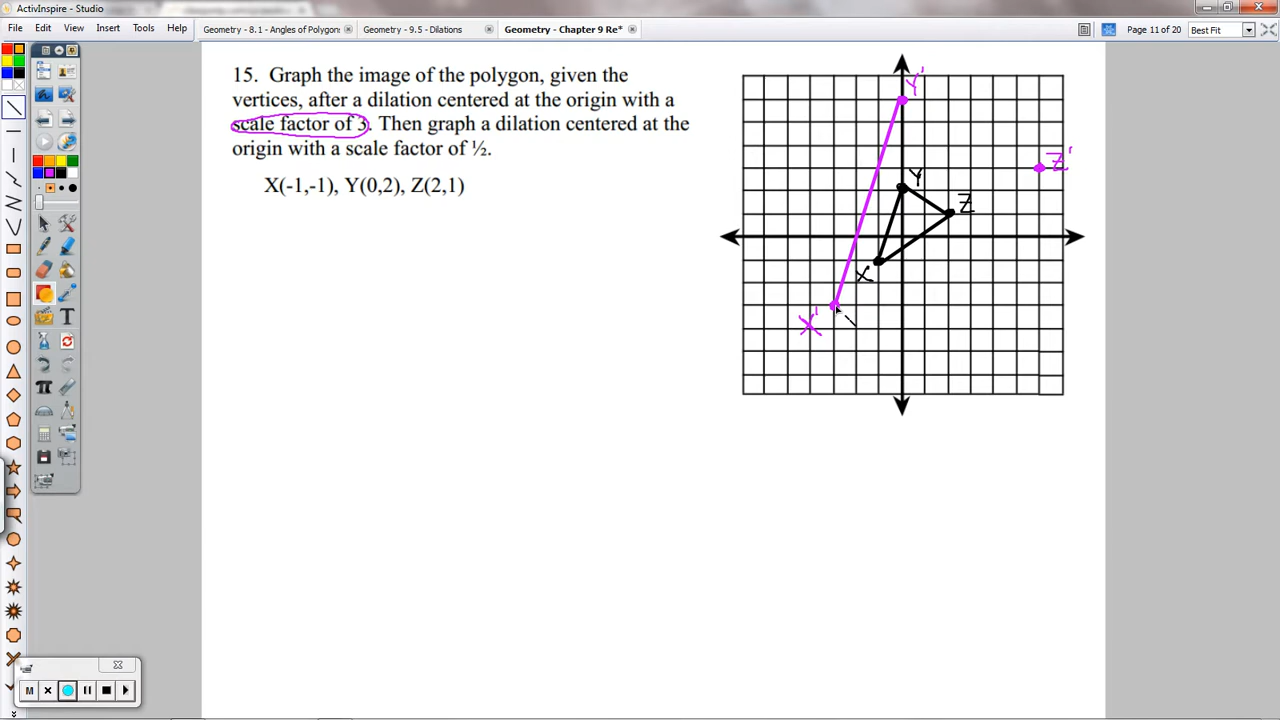 ActivInspire - Studio
File Edit View Insert Tools Help
Geometry - 8.1 - Angles of Polygons
Geometry - 9.5 - Dilations
Geometry - Chapter 9 Re*
Page 11 of 20
Best Fit
15. Graph the image of the polygon, given the
vertices, after a dilation centered at the origin with a
scale factor of 3. Then graph a dilation centered at the
origin with a scale factor of ½.
X(-1,-1), Y(0,2), Z(2,1)
Y'
Z'
Y
Z
X
X'
M